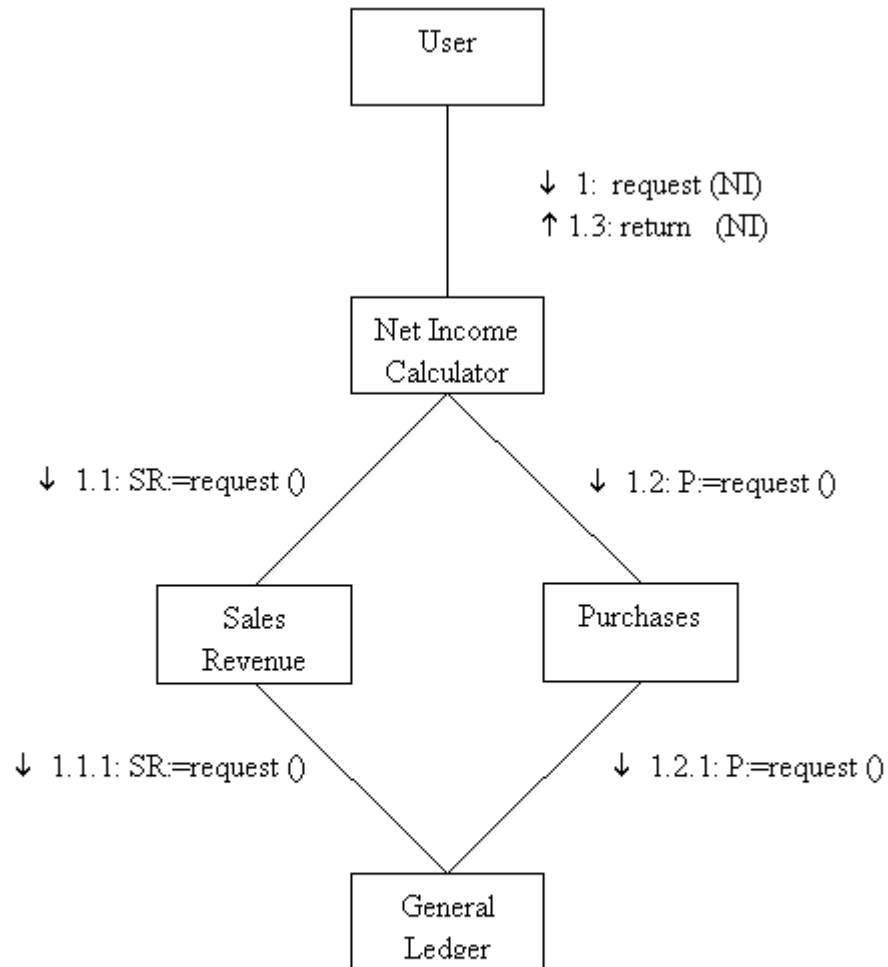 User
↓ 1: request (NI)
↑ 1.3: return (NI)
Net Income
Calculator
↓ 1.1: SR:=request ()
↓ 1.2: P:=request ()
Sales
Revenue
Purchases
↓ 1.1.1: SR:=request ()
↓ 1.2.1: P:=request ()
General
Ledger